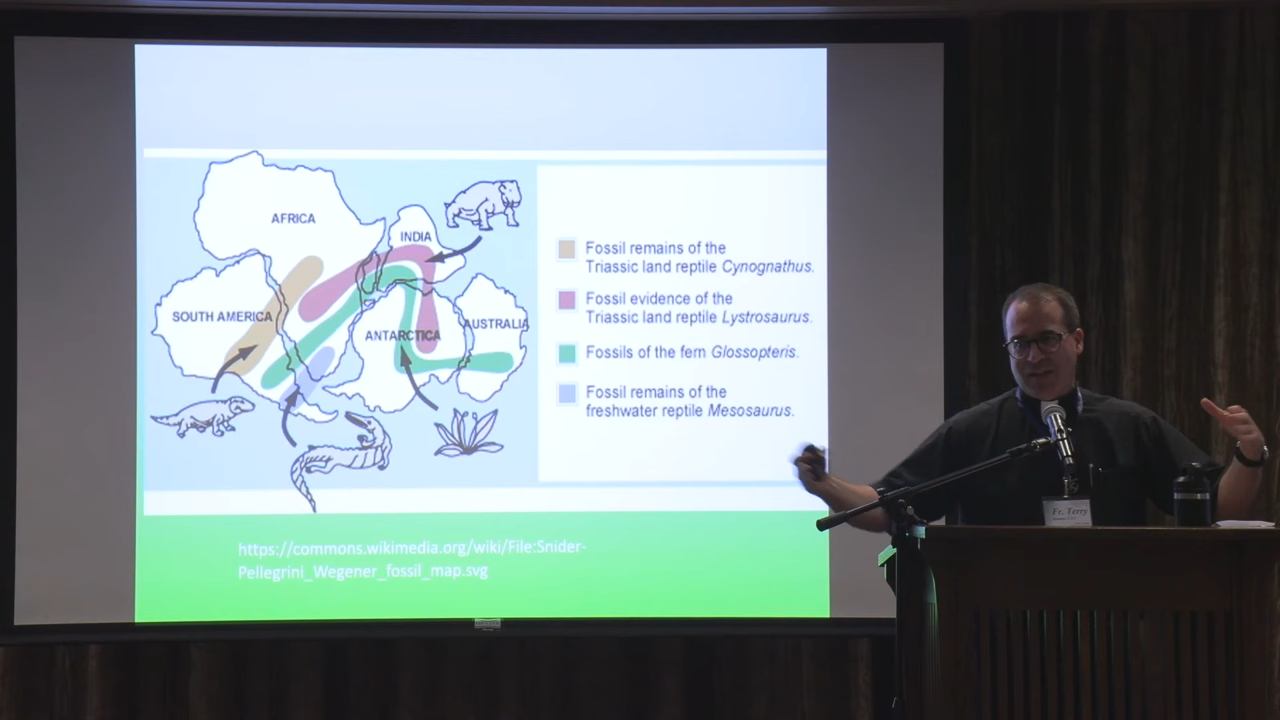 AFRICA
INDIA
SOUTH AMERICA
ANTARCTICA
AUSTRALIA
Fossil remains of the
Triassic land reptile Cynognathus.
Fossil evidence of the
Triassic land reptile Lystrosaurus.
Fossils of the fern Glossopteris.
Fossil remains of the
freshwater reptile Mesosaurus.
https://commons.wikimedia.org/wiki/File:Snider-
Pellegrini_Wegener_fossil_map.svg
Fr. Terry